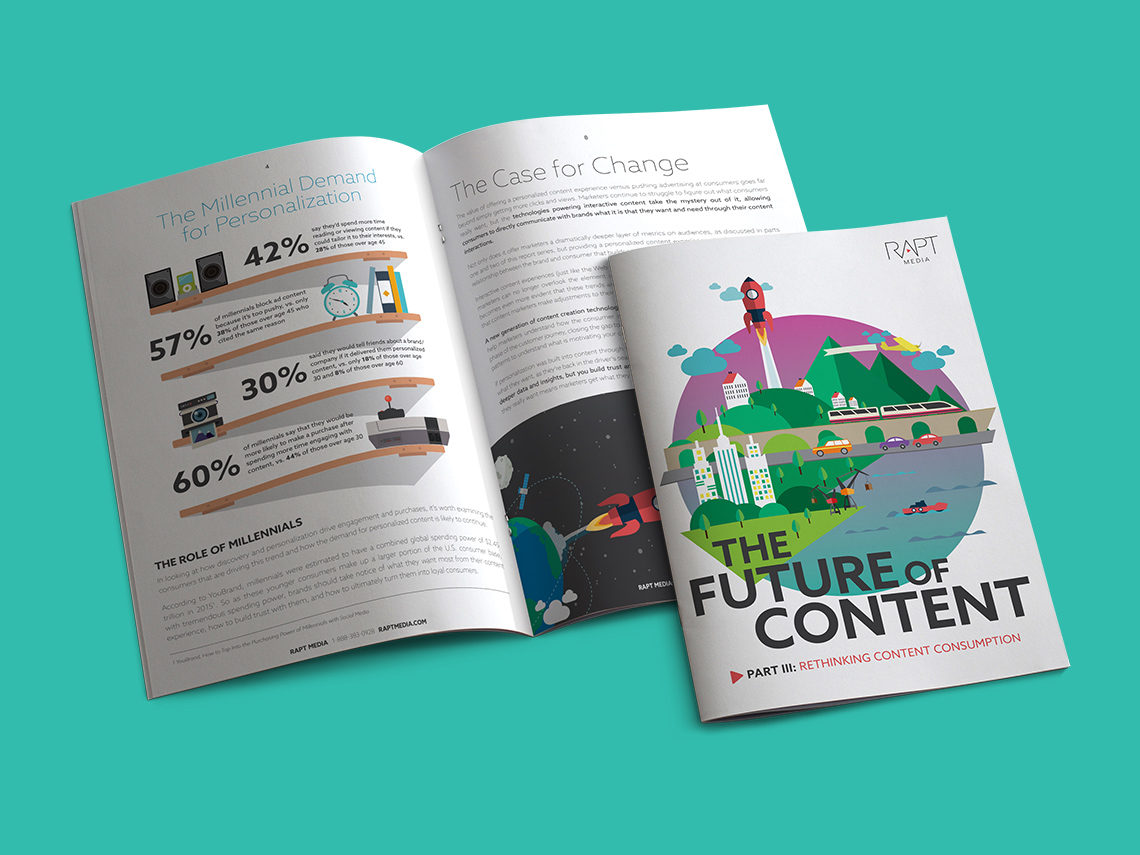 4
The Millennial Demand
for Personalization
42%
say they'd spend more time
reading or viewing content if they
could tailor it to their interests, vs.
28% of those over age 45
57%
of millennials block ad content
because it's too pushy, vs. only
38% of those over age 45 who
cited the same reason
30%
said they would tell friends about a brand/
company if it delivered them personalized
content, vs. only 18% of those over age
30 and 8% of those over age 60
60%
of millennials say that they would be
more likely to make a purchase after
spending more time engaging with
content, vs. 44% of those over age 30
THE ROLE OF MILLENNIALS
In looking at how discovery and personalization drive engagement and purchases, it's worth examining the
consumers that are driving this trend and how the demand for personalized content is likely to continue.
According to YouBrand, millennials were estimated to have a combined global spending power of $2.45
trillion in 2015¹. So as these younger consumers make up a larger portion of the U.S. consumer base,
with tremendous spending power, brands should take notice of what they want most from their content
experience, how to build trust with them, and how to ultimately turn them into loyal consumers.
1 YouBrand, How to Tap Into the Purchasing Power of Millennials with Social Media
RAPT MEDIA 1-888-383-0928 RAPTMEDIA.COM
6
The Case for Change
The value of offering a personalized content experience versus pushing advertising at consumers goes far
beyond simply getting more clicks and views. Marketers continue to struggle to figure out what consumers
really want, but the technologies powering interactive content take the mystery out of it, allowing
consumers to directly communicate with brands what it is that they want and need through their content
interactions.
Not only does it offer marketers a dramatically deeper layer of metrics on audiences, as discussed in parts
one and two of this report series, but providing a personalized content
relationship between the brand and consumer that
Interactive content experiences (just like the
marketers can no longer overlook the element
becomes even more evident that these trends
that content marketers make adjustments to
A new generation of content creation
help marketers understand how the consumer
phase of the customer journey, closing the gap
patterns to understand what is motivating your
If personalization was built into content through
what they want, as they're back in the driver's
deeper data and insights, but you build trust
they really want means marketers get what they
RAPT MEDIA
RAPT
MEDIA
THE
FUTURE OF
CONTENT
PART III: RETHINKING CONTENT CONSUMPTION